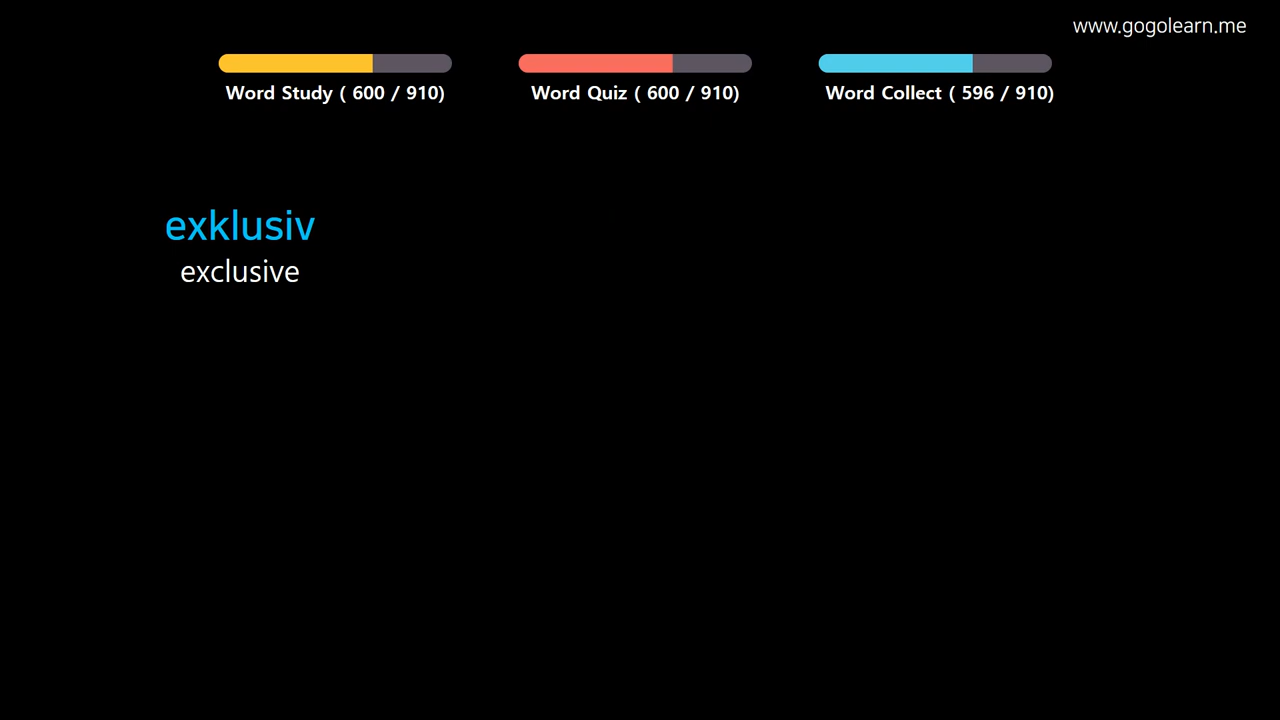 www.gogolearn.me
Word Study ( 600 / 910)
Word Quiz ( 600 / 910)
Word Collect ( 596 / 910)
exklusiv
exclusive